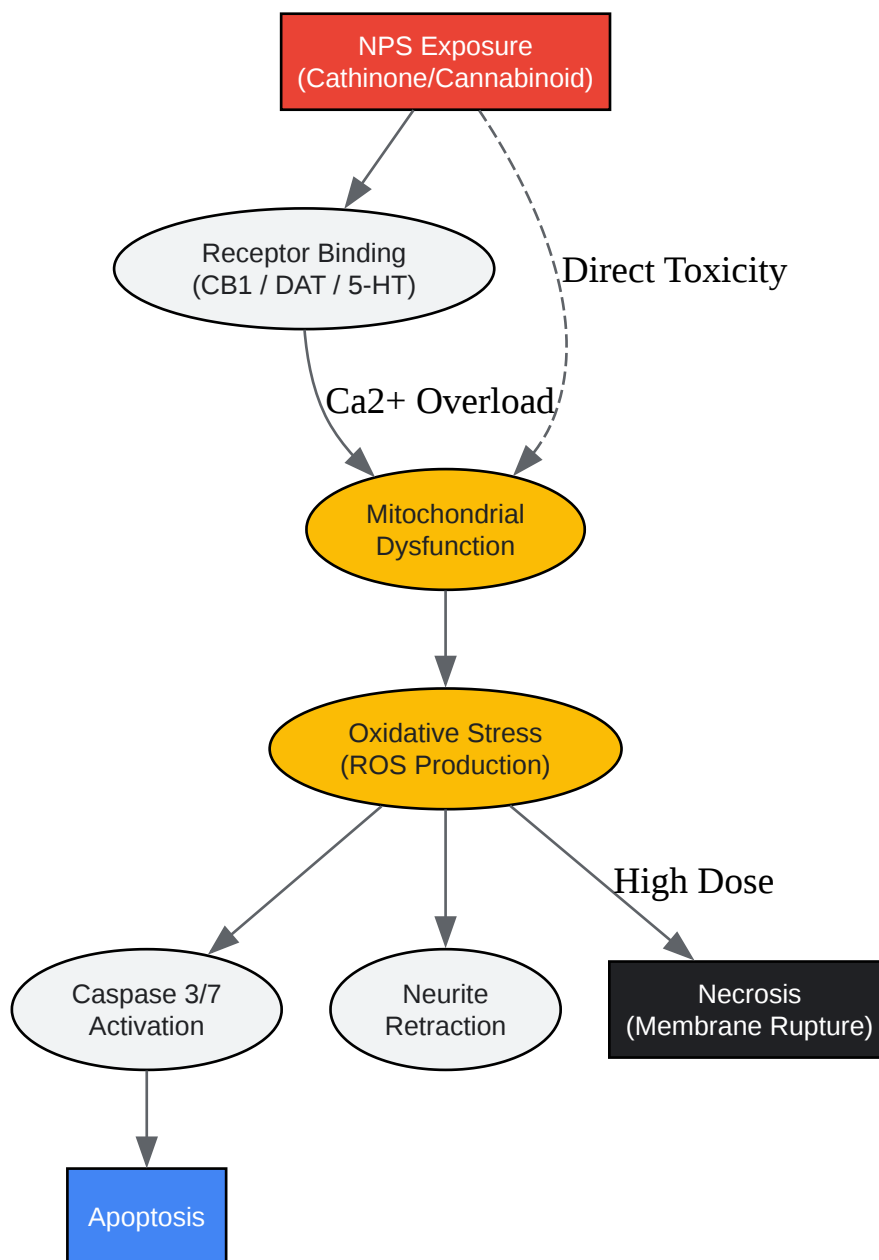 NPS Exposure
(Cathinone/Cannabinoid)
Receptor Binding
(CB1 / DAT / 5-HT)
Direct Toxicity
Ca2+ Overload
Mitochondrial
Dysfunction
Oxidative Stress
(ROS Production)
High Dose
Caspase 3/7
Activation
Neurite
Retraction
Necrosis
(Membrane Rupture)
Apoptosis